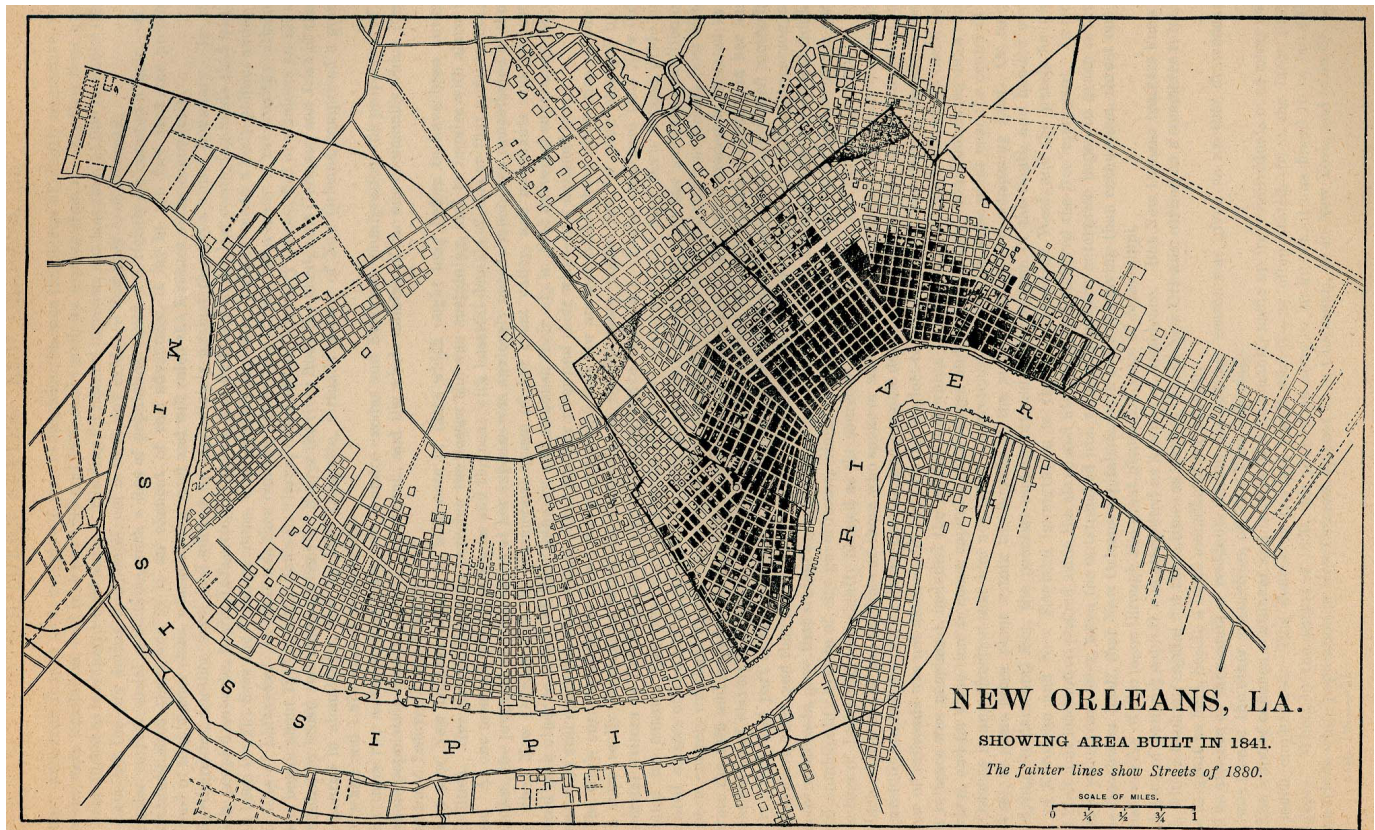 MISSISSIPPI
RIVER
NEW ORLEANS, LA.
SHOWING AREA BUILT IN 1841.
The fainter lines show Streets of 1880.
SCALE OF MILES.
0 ¼ ½ ¾ 1